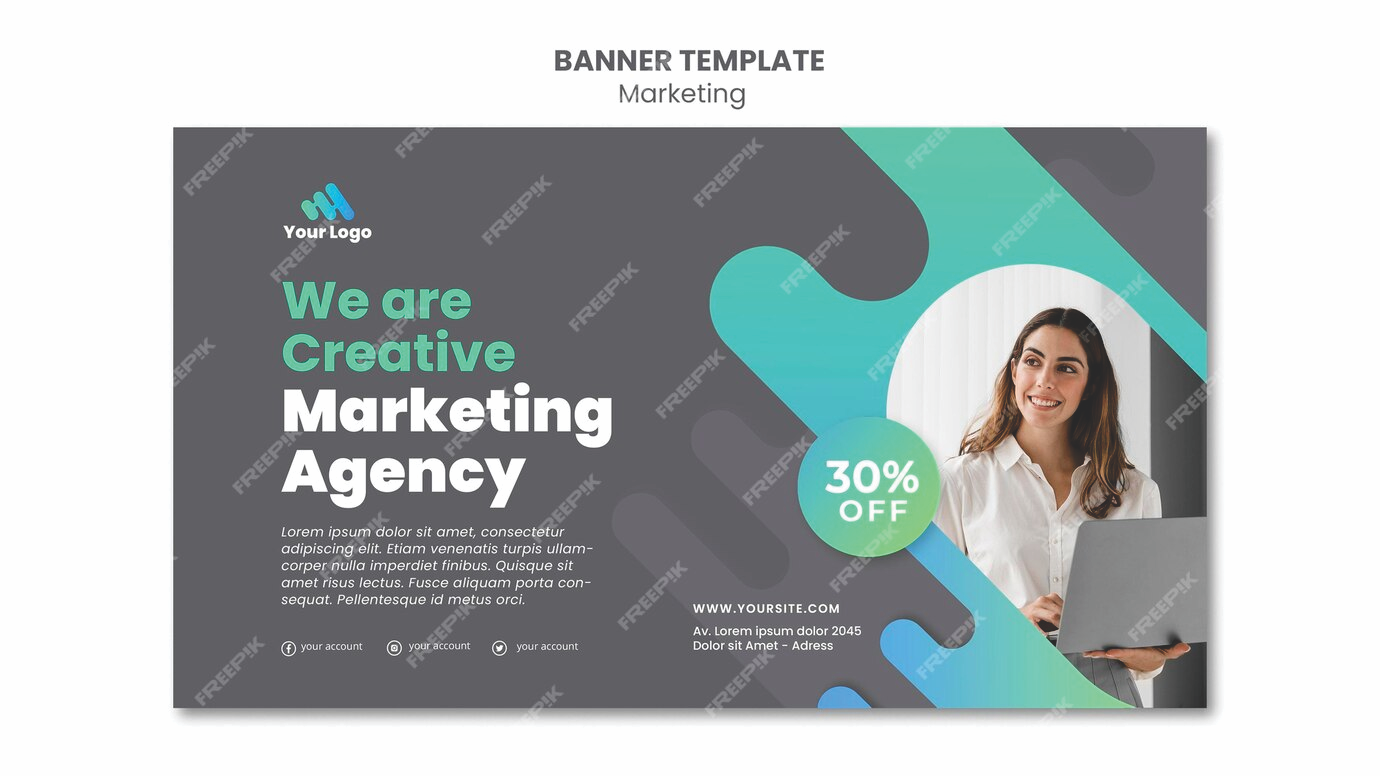 BANNER TEMPLATE
Marketing
Your Logo
We are
Creative
Marketing
Agency
Lorem ipsum dolor sit amet, consectetur
adipiscing elit. Etiam venenatis turpis ullam-
corper nulla imperdiet finibus. Quisque sit
amet risus lectus. Fusce aliquam porta con-
sequat. Pellentesque id metus orci.
your account
your account
your account
30%
OFF
WWW.YOURSITE.COM
Av. Lorem ipsum dolor 2045
Dolor sit Amet - Adress
FREEPIK